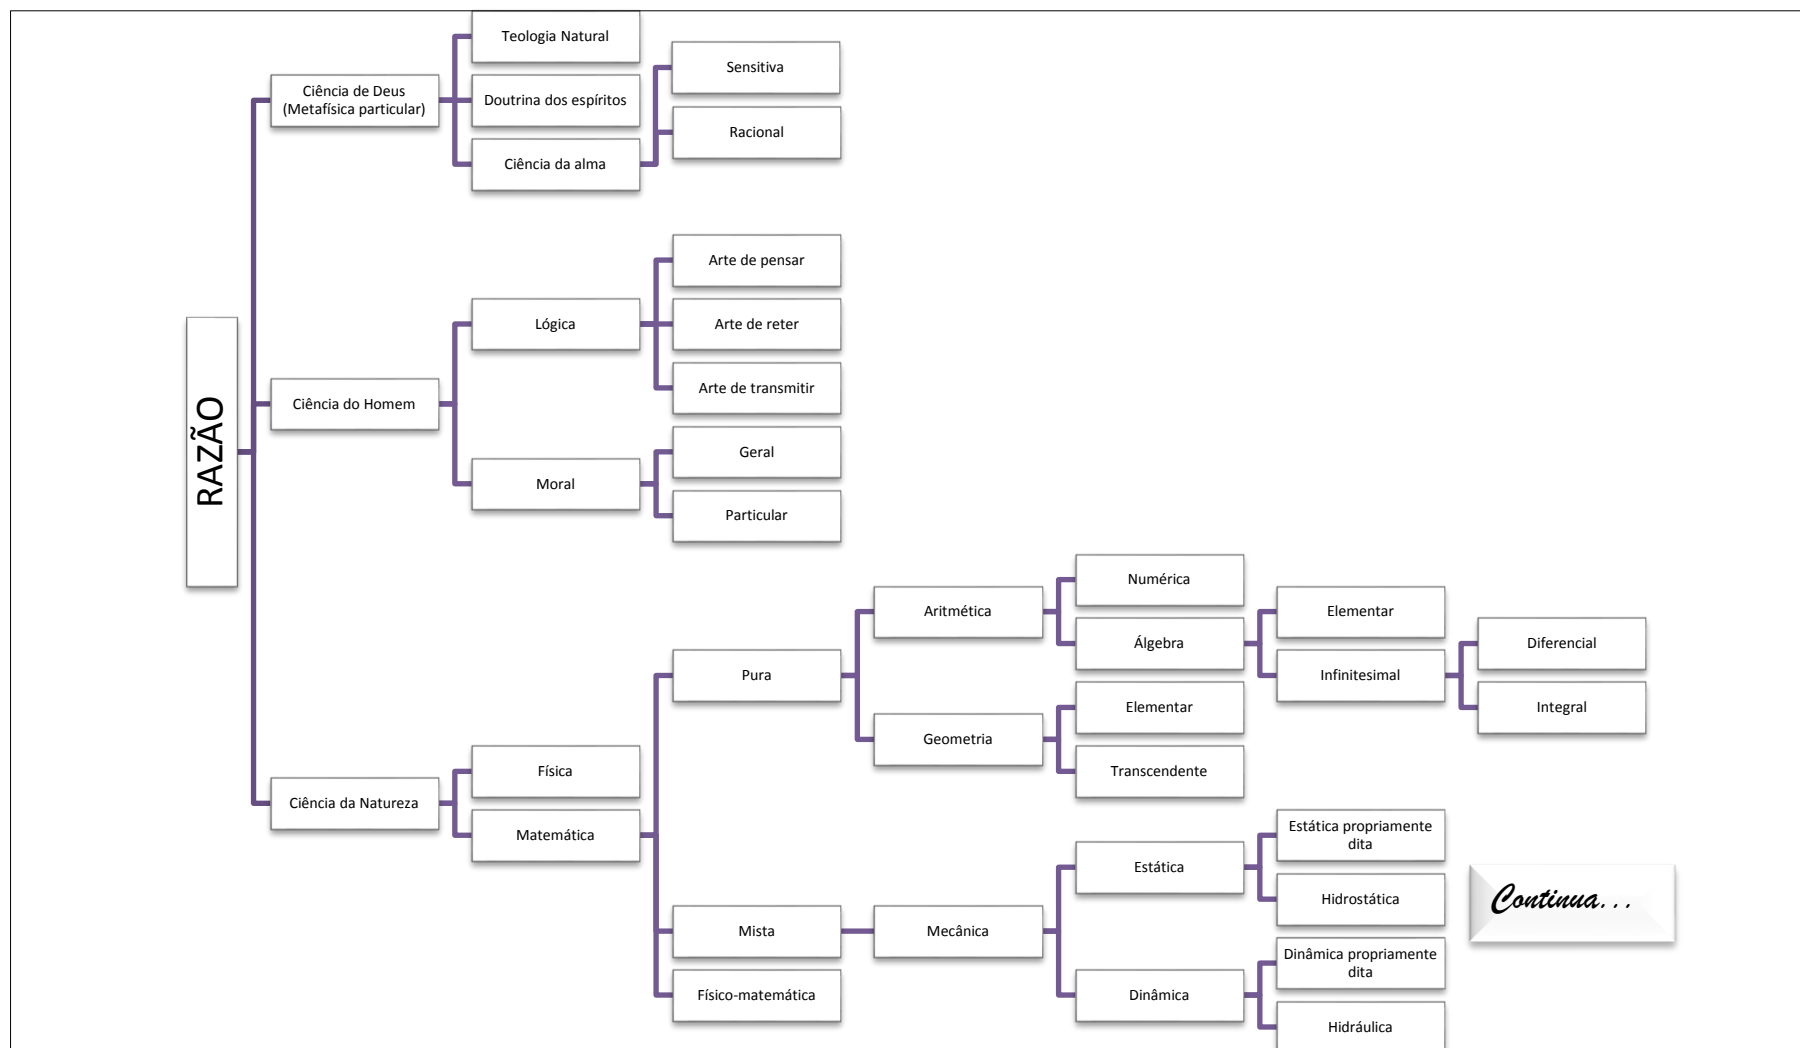 RAZÃO
Ciência de Deus
(Metafísica particular)
Teologia Natural
Doutrina dos espíritos
Ciência da alma
Sensitiva
Racional
Ciência do Homem
Lógica
Arte de pensar
Arte de reter
Arte de transmitir
Moral
Geral
Particular
Ciência da Natureza
Física
Matemática
Pura
Aritmética
Numérica
Álgebra
Elementar
Infinitesimal
Diferencial
Integral
Geometria
Elementar
Transcendente
Mista
Mecânica
Estática
Estática propriamente
dita
Hidrostática
Dinâmica
Dinâmica propriamente
dita
Hidráulica
Físico-matemática
Continua...